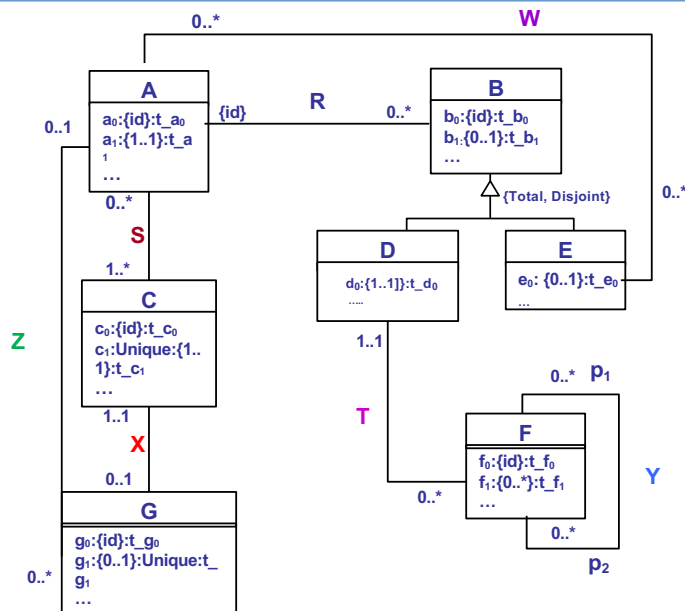 W
0..*
A
a₀:{id}:t_a₀
a₁:{1..1}:t_a
1
...
0..1
{id}
R
0..*
B
b₀:{id}:t_b₀
b₁:{0..1}:t_b₁
...
{Total, Disjoint}
0..*
0..*
S
1..*
D
d₀:{1..1]}:t_d₀
.....
E
e₀: {0..1}:t_e₀
...
C
c₀:{id}:t_c₀
c₁:Unique:{1..
1}:t_c₁
...
Z
1..1
1..1
X
0..1
T
0..*
0..*
p₁
F
f₀:{id}:t_f₀
f₁:{0..*}:t_f₁
...
Y
0..*
p₂
G
g₀:{id}:t_g₀
g₁:{0..1}:Unique:t_
g₁
...
0..*